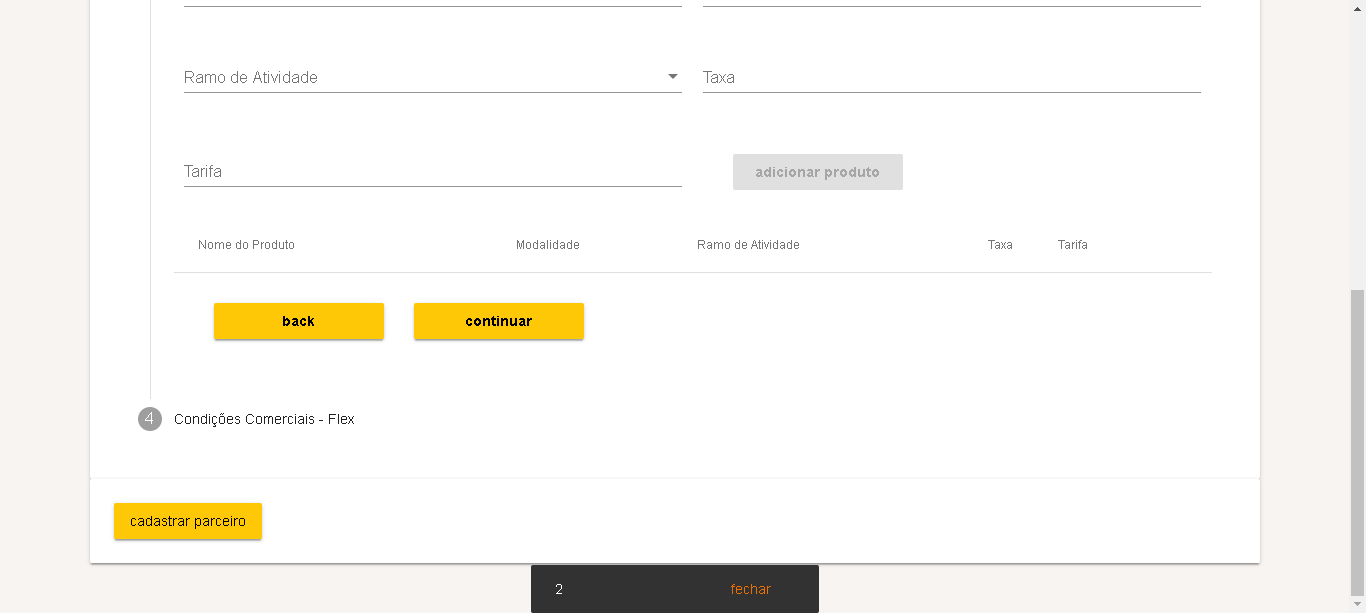 Ramo de Atividade
Taxa
Tarifa
adicionar produto
Nome do Produto Modalidade Ramo de Atividade Taxa Tarifa
back continuar
4 Condições Comerciais - Flex
cadastrar parceiro
2 fechar